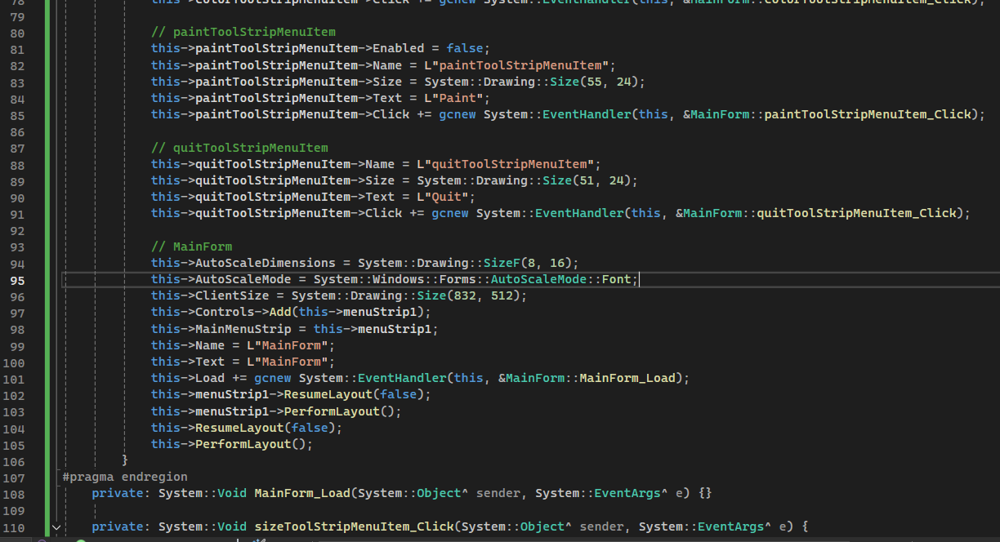 78 this->colorToolStripMenuItem->Click += gcnew System::EventHandler(this, &MainForm::colorToolStripMenuItem_Click);
79
80 // paintToolStripMenuItem
81 this->paintToolStripMenuItem->Enabled = false;
82 this->paintToolStripMenuItem->Name = L"paintToolStripMenuItem";
83 this->paintToolStripMenuItem->Size = System::Drawing::Size(55, 24);
84 this->paintToolStripMenuItem->Text = L"Paint";
85 this->paintToolStripMenuItem->Click += gcnew System::EventHandler(this, &MainForm::paintToolStripMenuItem_Click);
86
87 // quitToolStripMenuItem
88 this->quitToolStripMenuItem->Name = L"quitToolStripMenuItem";
89 this->quitToolStripMenuItem->Size = System::Drawing::Size(51, 24);
90 this->quitToolStripMenuItem->Text = L"Quit";
91 this->quitToolStripMenuItem->Click += gcnew System::EventHandler(this, &MainForm::quitToolStripMenuItem_Click);
92
93 // MainForm
94 this->AutoScaleDimensions = System::Drawing::SizeF(8, 16);
95 this->AutoScaleMode = System::Windows::Forms::AutoScaleMode::Font;
96 this->ClientSize = System::Drawing::Size(832, 512);
97 this->Controls->Add(this->menuStrip1);
98 this->MainMenuStrip = this->menuStrip1;
99 this->Name = L"MainForm";
100 this->Text = L"MainForm";
101 this->Load += gcnew System::EventHandler(this, &MainForm::MainForm_Load);
102 this->menuStrip1->ResumeLayout(false);
103 this->menuStrip1->PerformLayout();
104 this->ResumeLayout(false);
105 this->PerformLayout();
106 }
107 #pragma endregion
108 private: System::Void MainForm_Load(System::Object^ sender, System::EventArgs^ e) {}
109
110 private: System::Void sizeToolStripMenuItem_Click(System::Object^ sender, System::EventArgs^ e) {